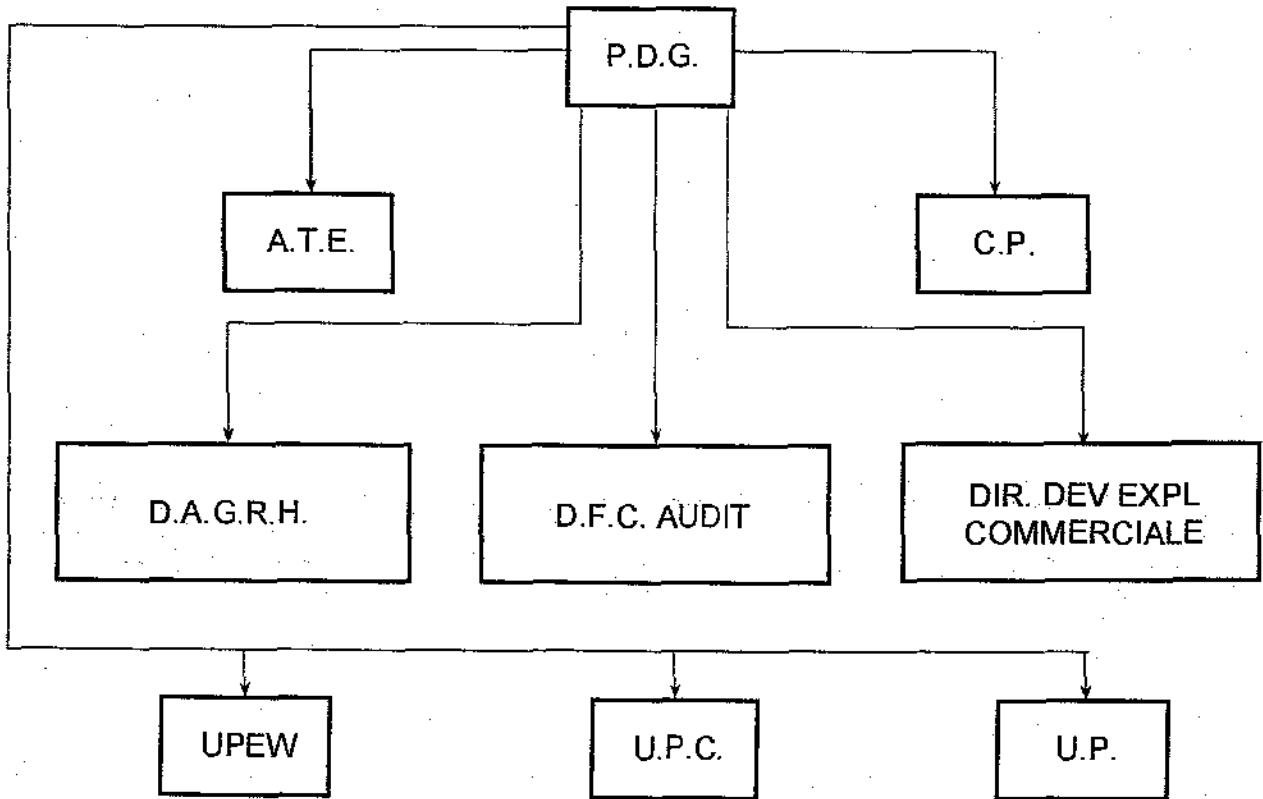 P.D.G.
A.T.E.
C.P.
D.A.G.R.H.
D.F.C. AUDIT
DIR. DEV EXPL
COMMERCIALE
UPEW
U.P.C.
U.P.